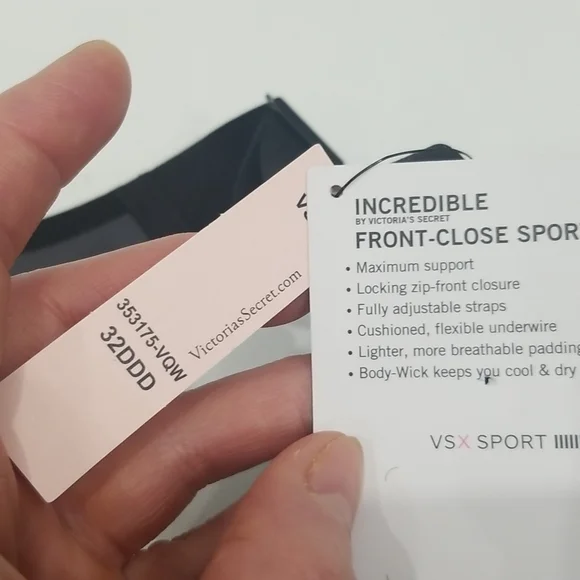 353175-VQW
32DDD
VictoriasSecret.com
INCREDIBLE
BY VICTORIA'S SECRET
FRONT-CLOSE SPOR
• Maximum support
• Locking zip-front closure
• Fully adjustable straps
• Cushioned, flexible underwire
• Lighter, more breathable padding
• Body-Wick keeps you cool & dry
VSX SPORT